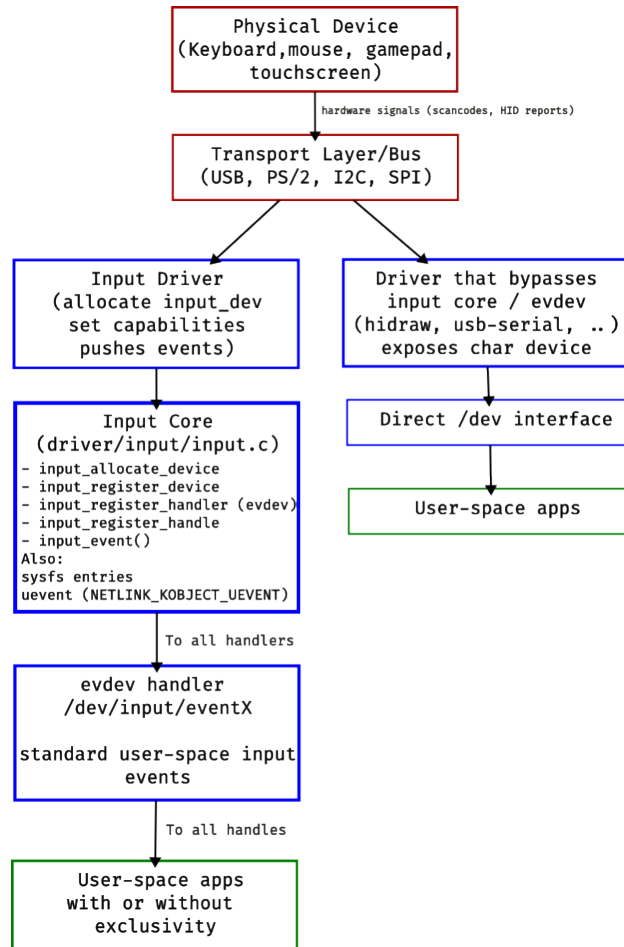 Physical Device
(Keyboard,mouse, gamepad,
touchscreen)
hardware signals (scancodes, HID reports)
Transport Layer/Bus
(USB, PS/2, I2C, SPI)
Input Driver
(allocate input_dev
set capabilities
pushes events)
Driver that bypasses
input core / evdev
(hidraw, usb-serial, ..)
exposes char device
Input Core
(driver/input/input.c)
- input_allocate_device
- input_register_device
- input_register_handler (evdev)
- input_register_handle
- input_event()
Also:
sysfs entries
uevent (NETLINK_KOBJECT_UEVENT)
Direct /dev interface
User-space apps
To all handlers
evdev handler
/dev/input/eventX
standard user-space input
events
To all handles
User-space apps
with or without
exclusivity